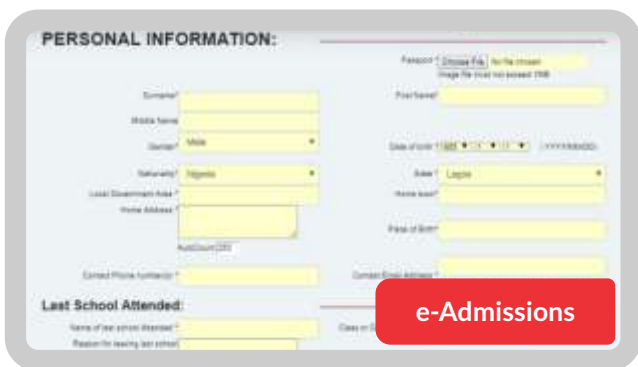 PERSONAL INFORMATION:
Passport * Choose File No file chosen
Image file must not exceed
Surname*
First Name*
Middle Name
Gender* Male
Date of birth * (YYYY/MM/DD)
Nationality* Nigeria
State * Lagos
Local Government Area *
Home town*
Home Address *
Place of Birth*
Contact Phone number(s) *
Contact Email Address *
Last School Attended:
Name of last school Attended *
Class or
Reason for leaving last school
e-Admissions